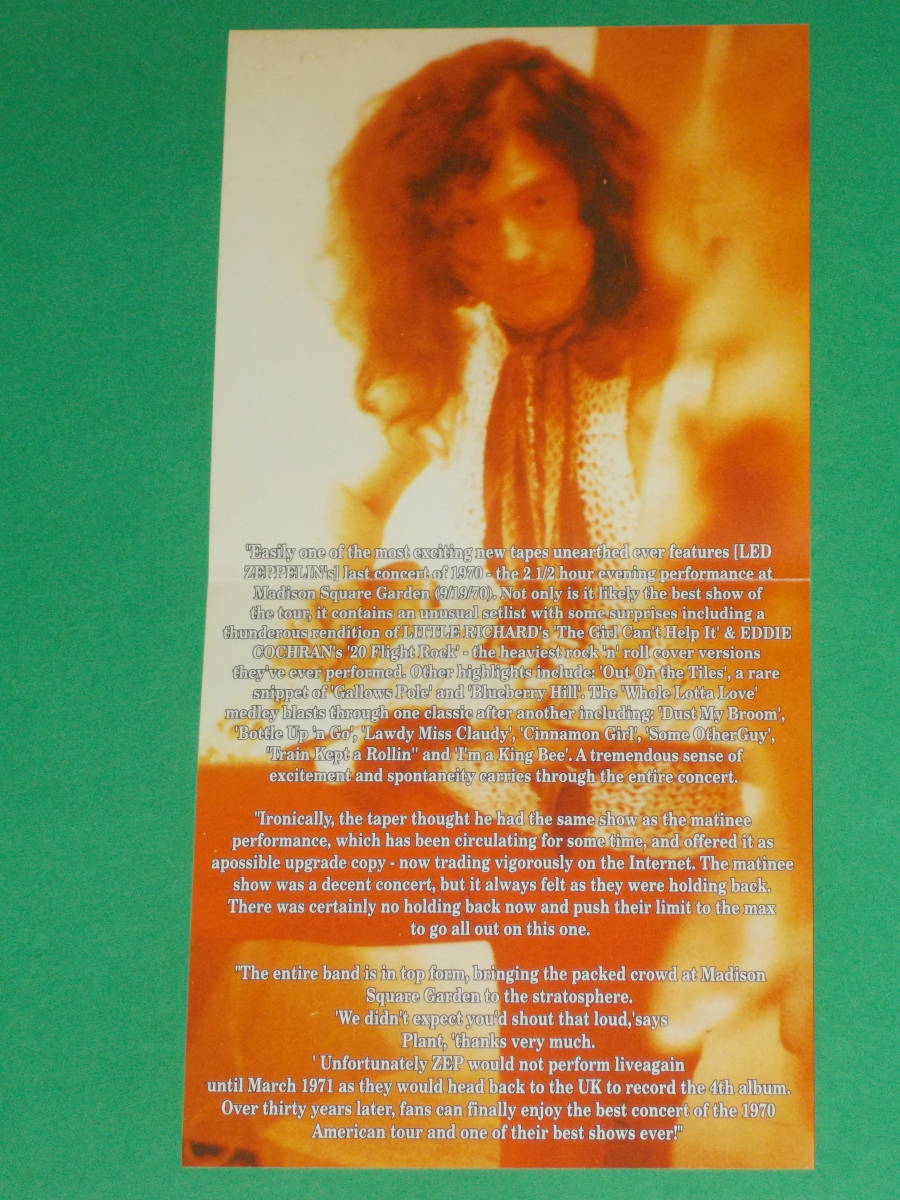 "Easily one of the most exciting new tapes unearthed ever features [LED
ZEPPELIN's] last concert of 1970 - the 2 1/2 hour evening performance at
Madison Square Garden (9/19/70). Not only is it likely the best show of
the tour, it contains an unusual setlist with some surprises including a
thunderous rendition of LITTLE RICHARD's 'The Girl Can't Help It' & EDDIE
COCHRAN's '20 Flight Rock' - the heaviest rock 'n' roll cover versions
they've ever performed. Other highlights include: 'Out On the Tiles', a rare
snippet of 'Gallows Pole' and 'Blueberry Hill'. The 'Whole Lotta Love'
medley blasts through one classic after another including: 'Dust My Broom',
'Bottle Up 'n Go', 'Lawdy Miss Claudy', 'Cinnamon Girl', 'Some OtherGuy',
'Train Kept a Rollin" and 'I'm a King Bee'. A tremendous sense of
excitement and spontaneity carries through the entire concert.
"Ironically, the taper thought he had the same show as the matinee
performance, which has been circulating for some time, and offered it as
apossible upgrade copy - now trading vigorously on the Internet. The matinee
show was a decent concert, but it always felt as they were holding back.
There was certainly no holding back now and push their limit to the max
to go all out on this one.
"The entire band is in top form, bringing the packed crowd at Madison
Square Garden to the stratosphere.
'We didn't expect you'd shout that loud,'says
Plant, 'thanks very much.
' Unfortunately ZEP would not perform liveagain
until March 1971 as they would head back to the UK to record the 4th album.
Over thirty years later, fans can finally enjoy the best concert of the 1970
American tour and one of their best shows ever!"